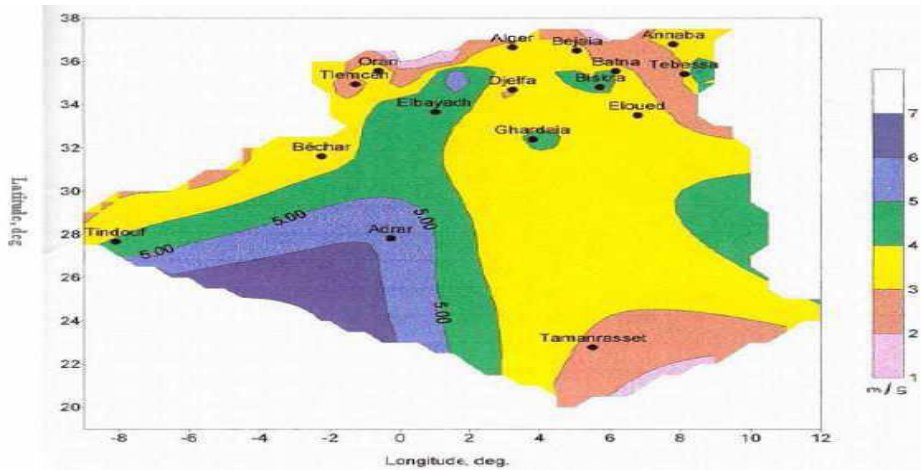 38
36
34
32
30
28
26
24
22
20
Latitude, deg
Alger
Bejaia
Annaba
Oran
Batna
Tebessa
Tlemcen
Djelfa
Biskra
Elbayadh
Eloued
Ghardaia
Béchar
Tindouf
5.00
5.00
5.00
5.00
Adrar
Tamanrasset
7
6
5
4
3
2
1
m/s
-8 -6 -4 -2 0 2 4 6 8 10 12
Longitude, deg.